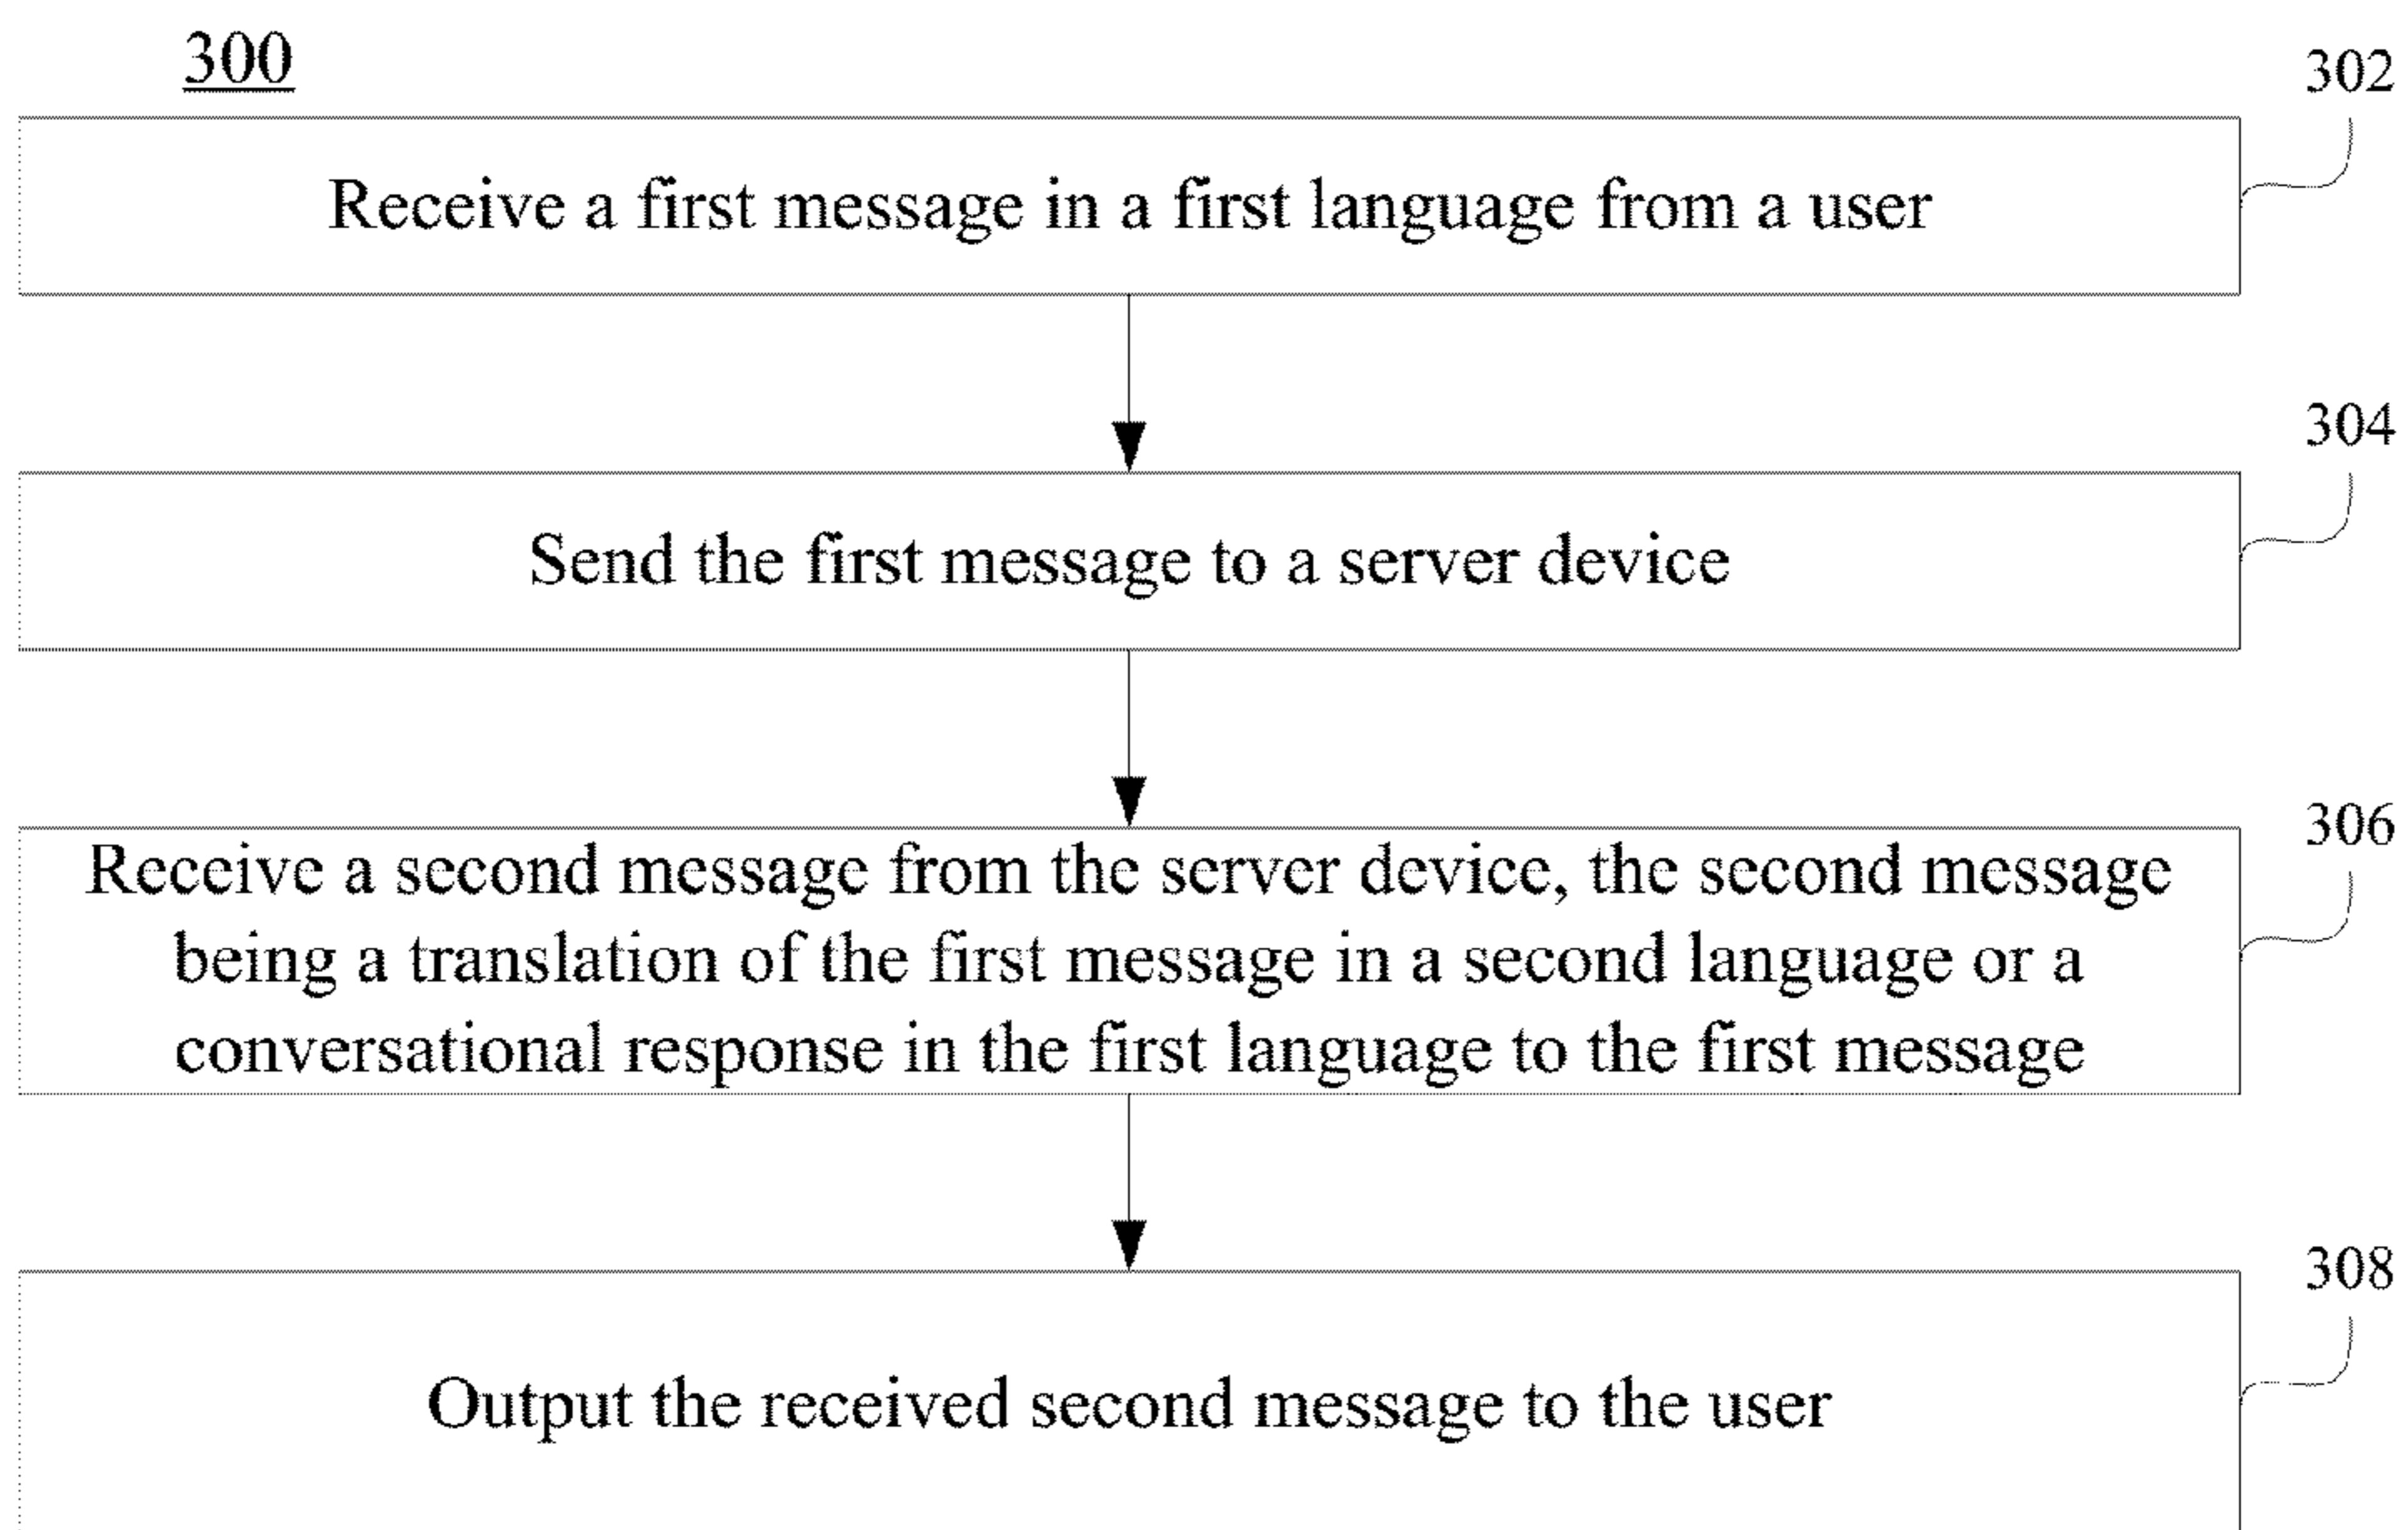 300
302
Receive a first message in a first language from a user
304
Send the first message to a server device
306
Receive a second message from the server device, the second message
being a translation of the first message in a second language or a
conversational response in the first language to the first message
308
Output the received second message to the user